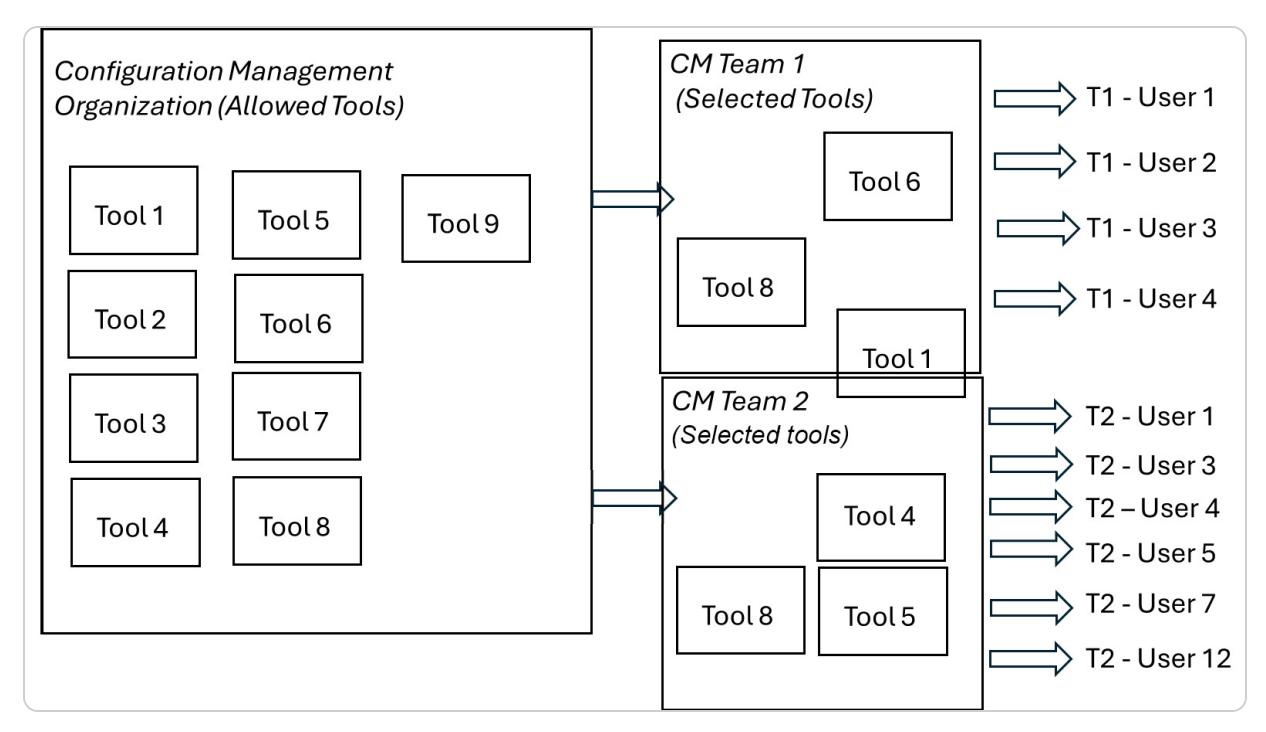 Configuration Management
Organization (Allowed Tools)
Tool 1
Tool 5
Tool 9
Tool 2
Tool 6
Tool 3
Tool 7
Tool 4
Tool 8
CM Team 1
(Selected Tools)
Tool 6
Tool 8
Tool 1
T1 - User 1
T1 - User 2
T1 - User 3
T1 - User 4
CM Team 2
(Selected tools)
Tool 4
Tool 8
Tool 5
T2 - User 1
T2 - User 3
T2 – User 4
T2 - User 5
T2 - User 7
T2 - User 12